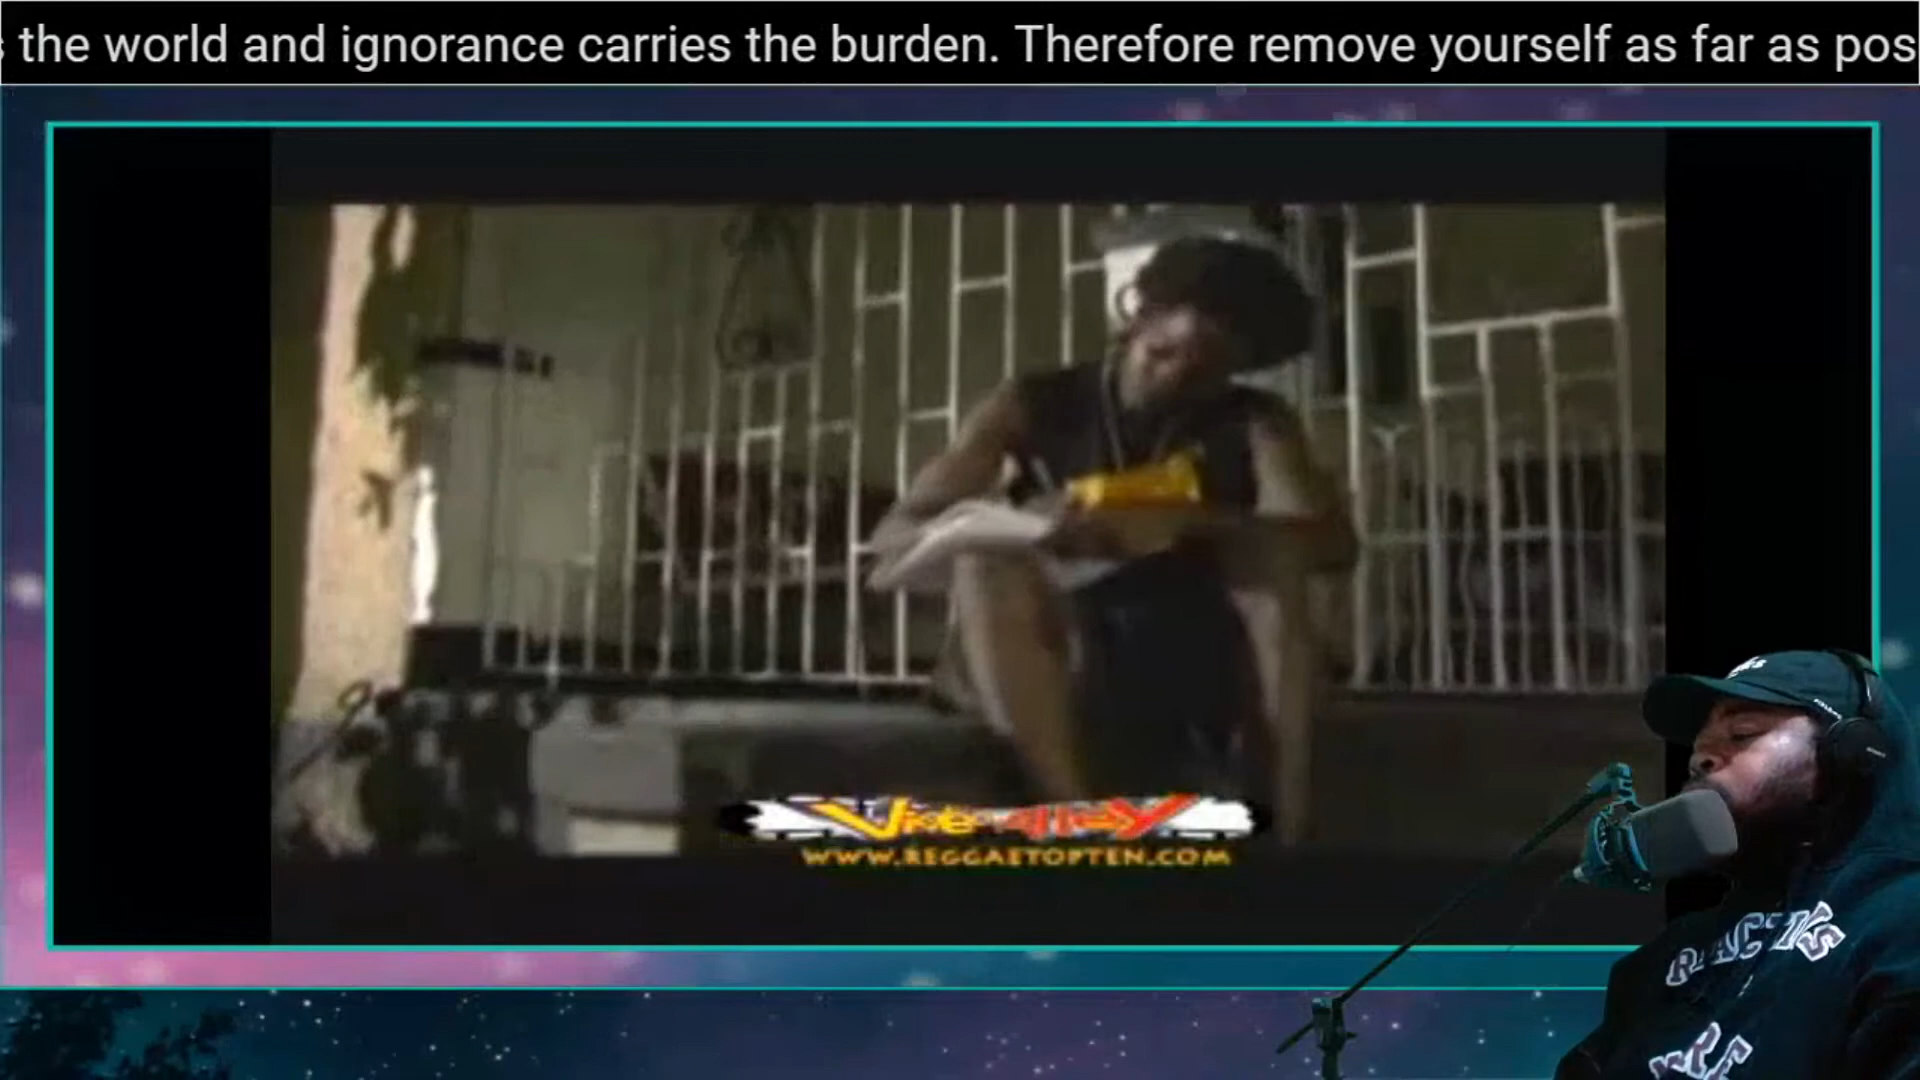 the world and ignorance carries the burden. Therefore remove yourself as far as pos
WWW.REGGAETOPTEN.COM